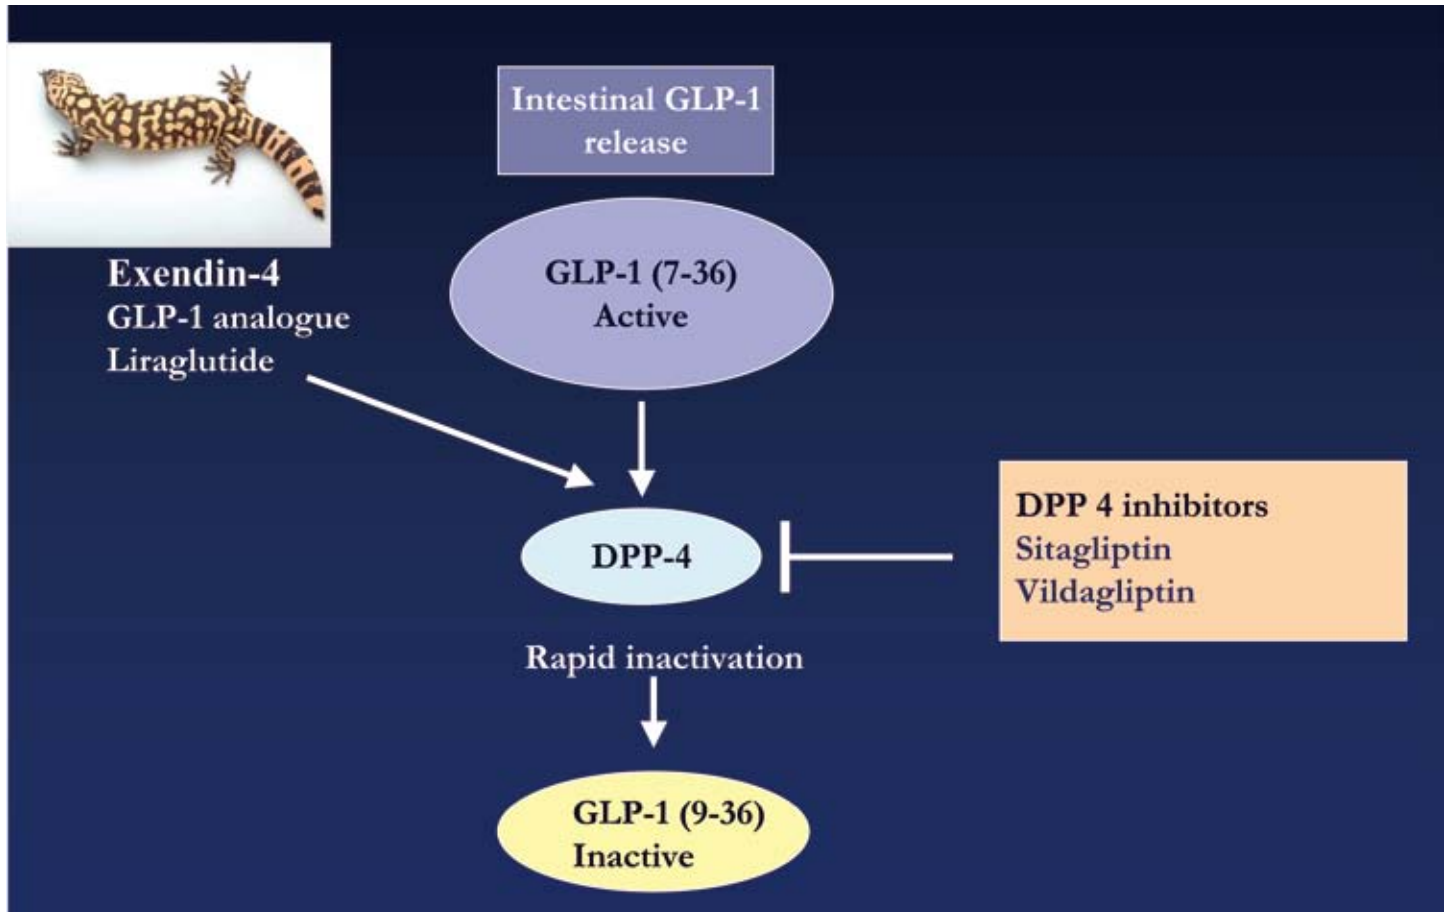 Intestinal GLP-1
release
GLP-1 (7-36)
Active
Exendin-4
GLP-1 analogue
Liraglutide
DPP-4
DPP 4 inhibitors
Sitagliptin
Vildagliptin
Rapid inactivation
GLP-1 (9-36)
Inactive